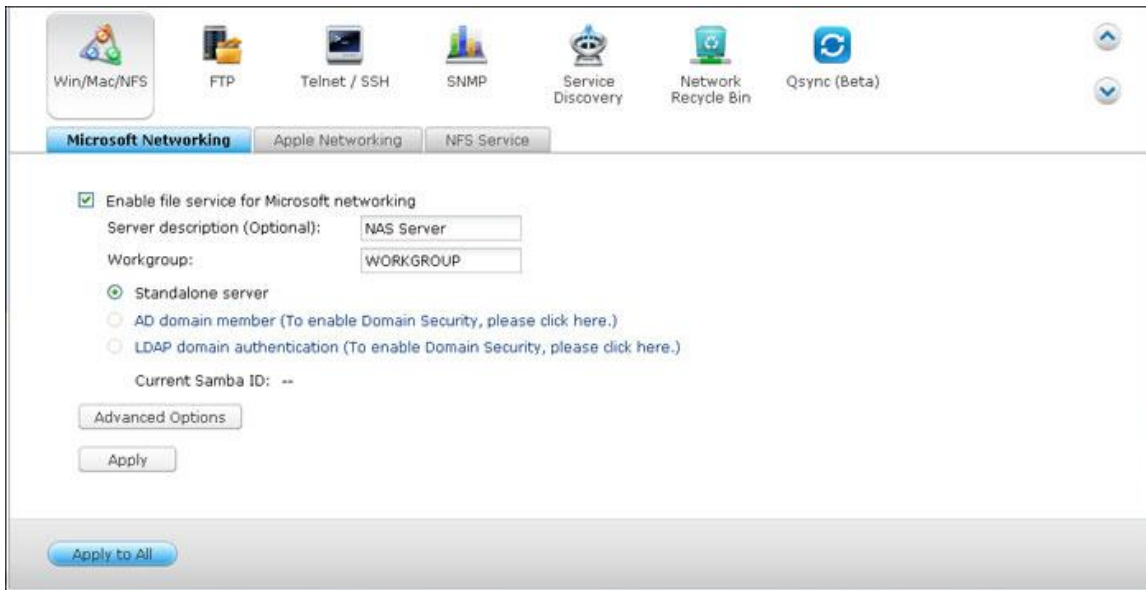 Win/Mac/NFS
FTP
Telnet / SSH
SNMP
Service
Discovery
Network
Recycle Bin
Qsync (Beta)
Microsoft Networking
Apple Networking
NFS Service
Enable file service for Microsoft networking
Server description (Optional): NAS Server
Workgroup: WORKGROUP
Standalone server
AD domain member (To enable Domain Security, please click here.)
LDAP domain authentication (To enable Domain Security, please click here.)
Current Samba ID: --
Advanced Options
Apply
Apply to All